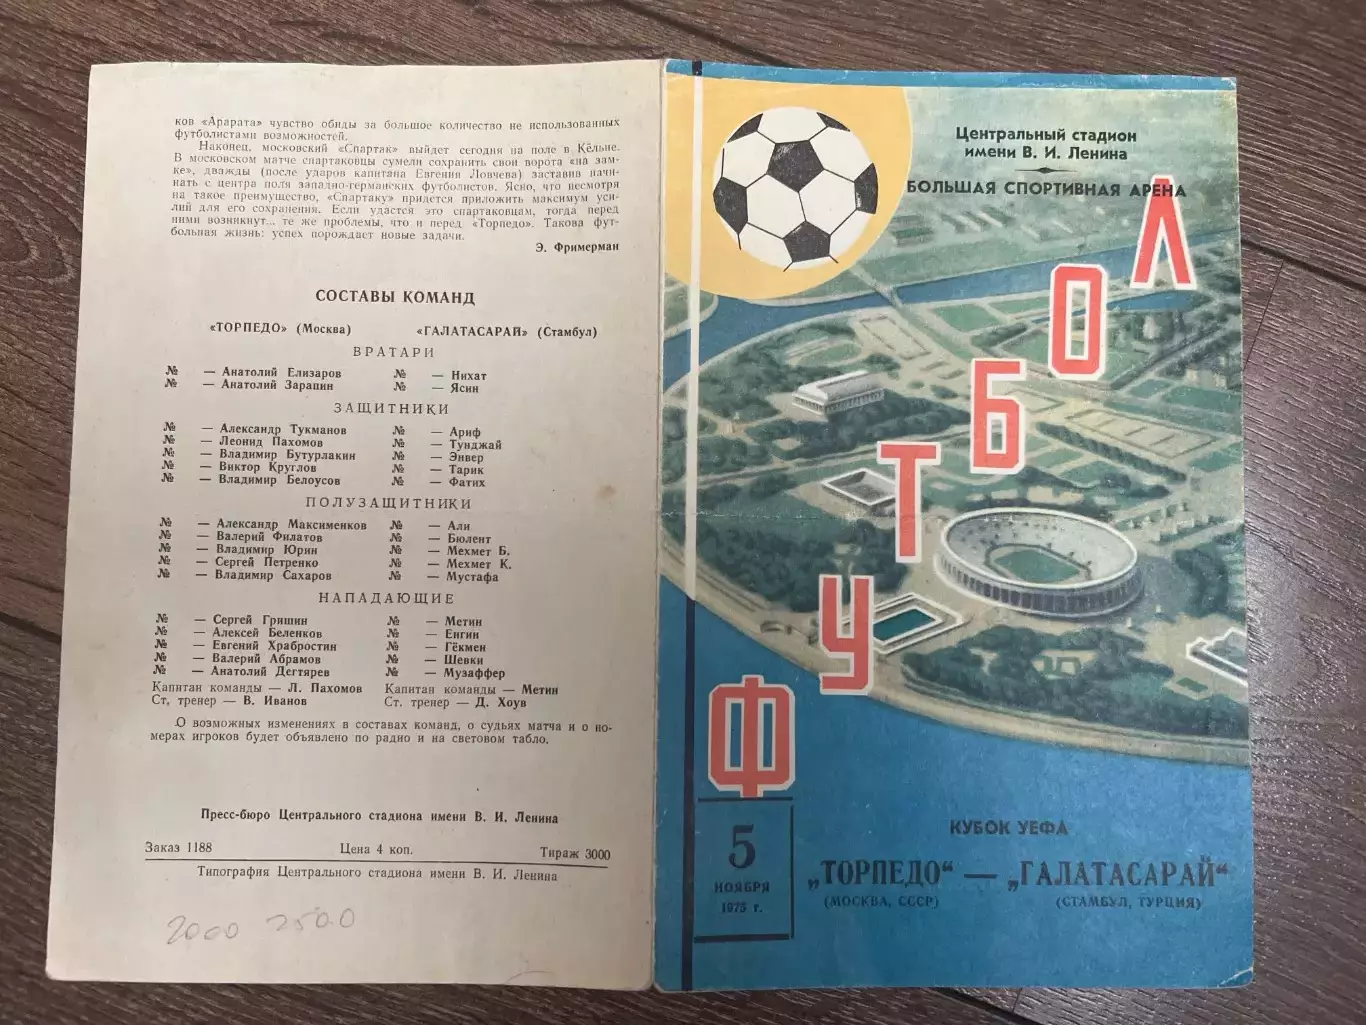 ков «Арарата» чувство обиды за большое количество не использованных
футболистами возможностей.
Наконец, московский «Спартак» выйдет сегодня на поле в Кёльне.
В московском матче спартаковцы сумели сохранить свои ворота «на зам-
ке», дважды (после ударов капитана Евгения Ловчева) заставив начи-
нать с центра поля западно-германских футболистов. Ясно, что несмотря
на такое преимущество, «Спартаку» придется приложить максимум уси-
лий для его сохранения. Если удастся это спартаковцам, тогда перед
ними возникнут... те же проблемы, что и перед «Торпедо». Такова фут-
больная жизнь: успех порождает новые задачи.
Э. Фримерман
СОСТАВЫ КОМАНД
«ТОРПЕДО» (Москва) «ГАЛАТАСАРАЙ» (Стамбул)
ВРАТАРИ
№ — Анатолий Елизаров № — Нихат
№ — Анатолий Зарапин № — Ясин
ЗАЩИТНИКИ
№ — Александр Тукманов № — Ариф
№ — Леонид Пахомов № — Тунджай
№ — Владимир Бутурлакин № — Энвер
№ — Виктор Круглов № — Тарик
№ — Владимир Белоусов № — Фатих
ПОЛУЗАЩИТНИКИ
№ — Александр Максименков № — Али
№ — Валерий Филатов № — Бюлент
№ — Владимир Юрин № — Мехмет Б.
№ — Сергей Петренко № — Мехмет К.
№ — Владимир Сахаров № — Мустафа
НАПАДАЮЩИЕ
№ — Сергей Гришин № — Метин
№ — Алексей Беленков № — Енгин
№ — Евгений Храбростин № — Гёкмен
№ — Валерий Абрамов № — Шевки
№ — Анатолий Дегтярев № — Музаффер
Капитан команды — Л. Пахомов Капитан команды — Метин
Ст, тренер — В. Иванов Ст. тренер — Д. Хоув
О возможных изменениях в составах команд, о судьях матча и о но-
мерах игроков будет объявлено по радио и на световом табло.
Пресс-бюро Центрального стадиона имени В. И. Ленина
Заказ 1188 Цена 4 коп. Тираж 3000
Типография Центрального стадиона имени В. И. Ленина
2000 2500
Центральный стадион
имени В. И. Ленина
БОЛЬШАЯ СПОРТИВНАЯ АРЕНА
ФУТБОЛ
5
НОЯБРЯ
1975 г.
КУБОК УЕФА
„ТОРПЕДО“ — „ГАЛАТАСАРАЙ“
(МОСКВА, СССР) (СТАМБУЛ, ТУРЦИЯ)